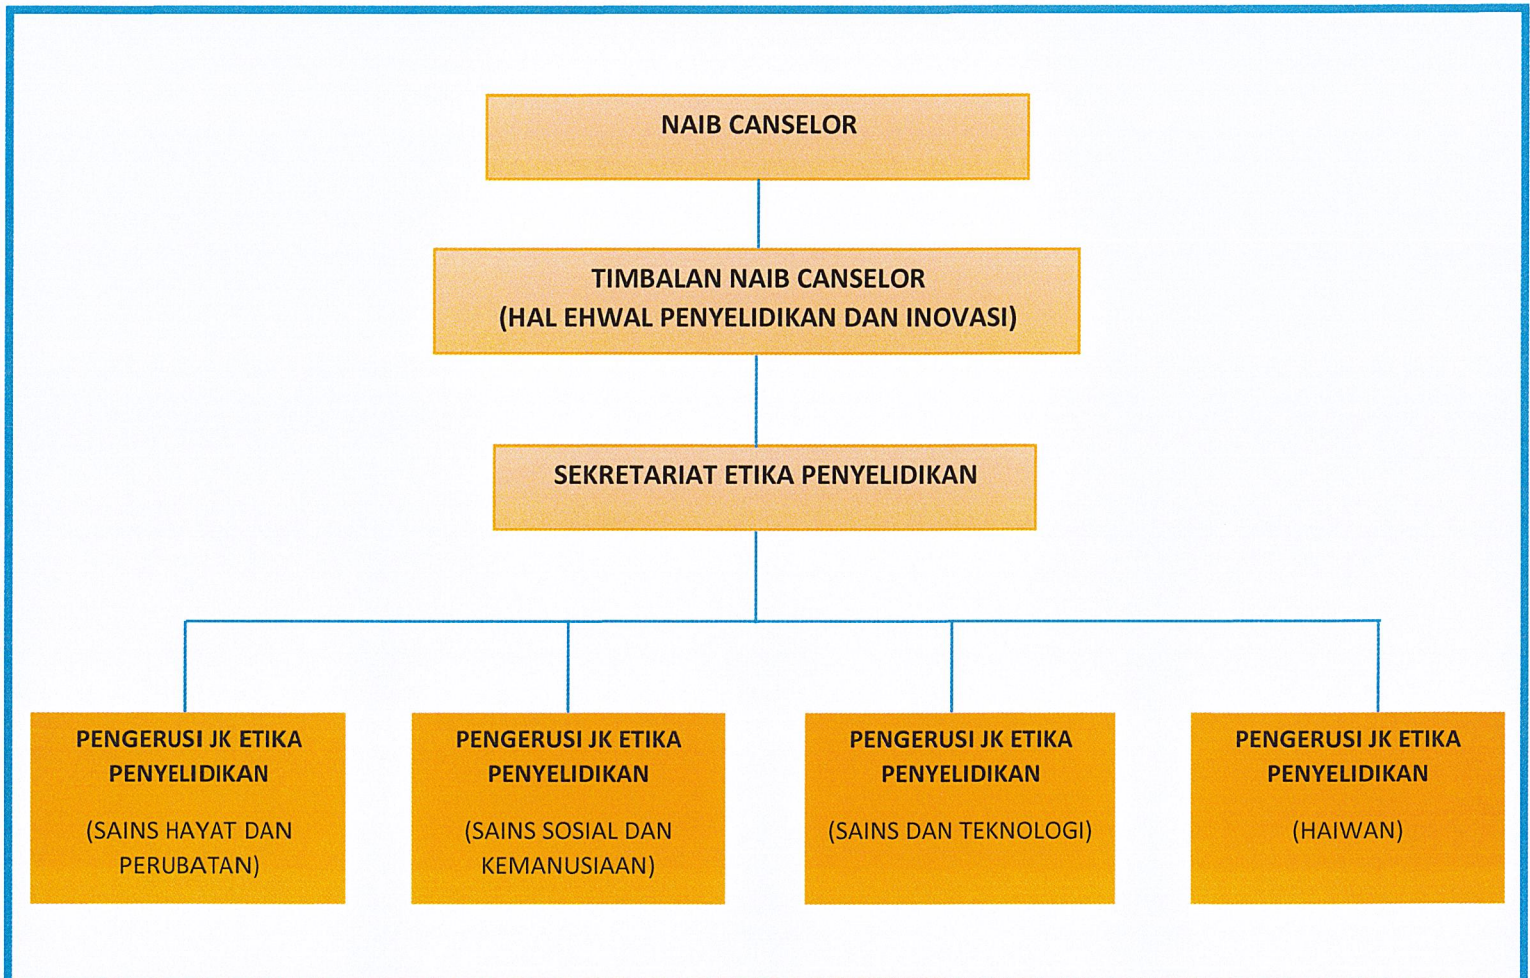 NAIB CANSELOR
TIMBALAN NAIB CANSELOR
(HAL EHWAL PENYELIDIKAN DAN INOVASI)
SEKRETARIAT ETIKA PENYELIDIKAN
PENGERUSI JK ETIKA
PENYELIDIKAN
(SAINS HAYAT DAN
PERUBATAN)
PENGERUSI JK ETIKA
PENYELIDIKAN
(SAINS SOSIAL DAN
KEMANUSIAAN)
PENGERUSI JK ETIKA
PENYELIDIKAN
(SAINS DAN TEKNOLOGI)
PENGERUSI JK ETIKA
PENYELIDIKAN
(HAIWAN)